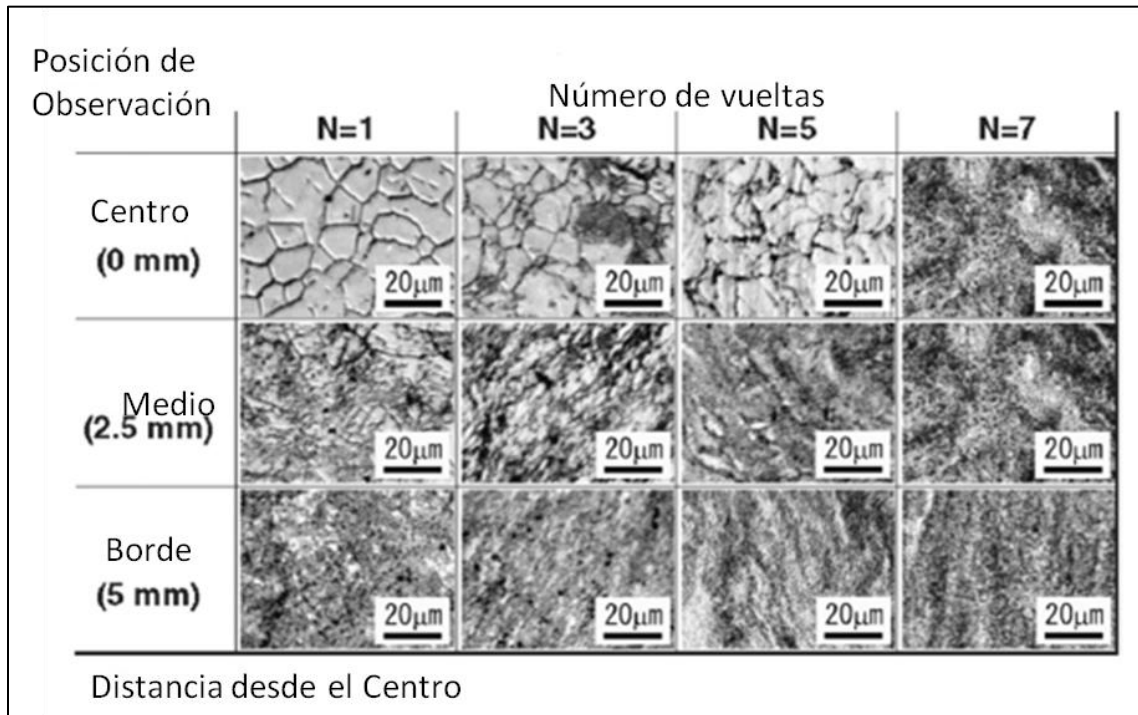 Posición de
Observación
Número de vueltas
N=1 N=3 N=5 N=7
Centro
(0 mm)
20µm 20µm 20µm 20µm
Medio
(2.5 mm)
20µm 20µm 20µm 20µm
Borde
(5 mm)
20µm 20µm 20µm 20µm
Distancia desde el Centro